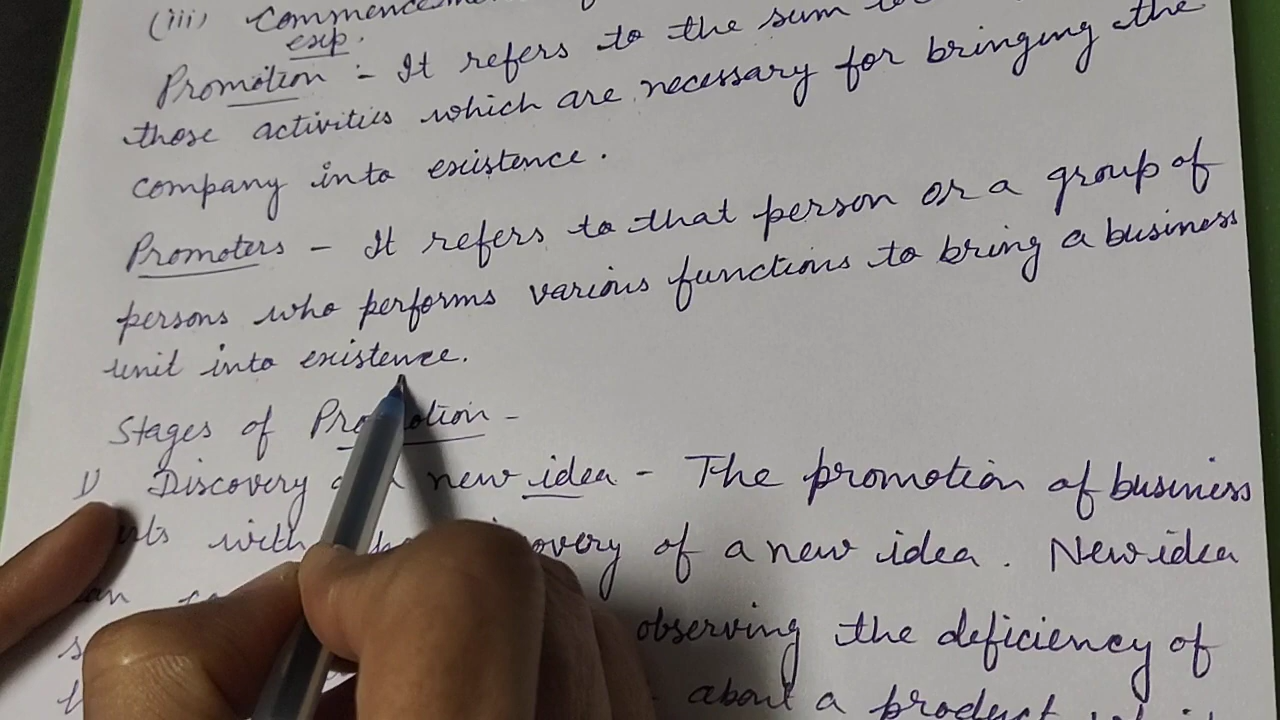 (iii) Commencement
exp.
Promotion :- It refers to the sum
those activities which are necessary for bringing the
company into existence.
Promoters - It refers to that person or a group of
persons who performs various functions to bring a business
unit into existence.
Stages of Promotion -
1) Discovery new idea - The promotion of business
with of a new idea. New idea
observing the deficiency of
about a product